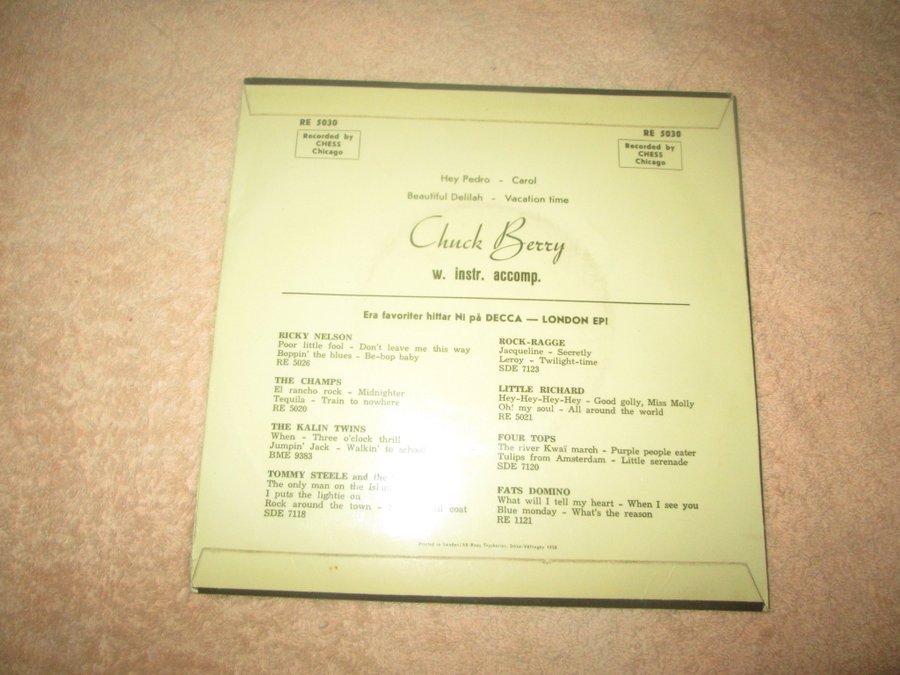 RE 5030
Recorded by
CHESS
Chicago
RE 5030
Recorded by
CHESS
Chicago
Hey Pedro - Carol
Beautiful Delilah - Vacation time
Chuck Berry
w. instr. accomp.
Era favoriter hittar Ni på DECCA — LONDON EP!
RICKY NELSON
Poor little fool - Don't leave me this way
Boppin' the blues - Be-bop baby
RE 5026
THE CHAMPS
El rancho rock - Midnighter
Tequila - Train to nowhere
RE 5020
THE KALIN TWINS
When - Three o'clock thrill
Jumpin' Jack - Walkin' to school
BME 9383
TOMMY STEELE and the
The only man on the
I puts the lightie on
Rock around the town - coat
SDE 7118
ROCK-RAGGE
Jacqueline - Secretly
Leroy - Twilight-time
SDE 7123
LITTLE RICHARD
Hey-Hey-Hey-Hey - Good golly, Miss Molly
Oh! my soul - All around the world
RE 5021
FOUR TOPS
The river Kwaï march - Purple people eater
Tulips from Amsterdam - Little serenade
SDE 7120
FATS DOMINO
What will I tell my heart - When I see you
Blue monday - What's the reason
RE 1121
Printed in